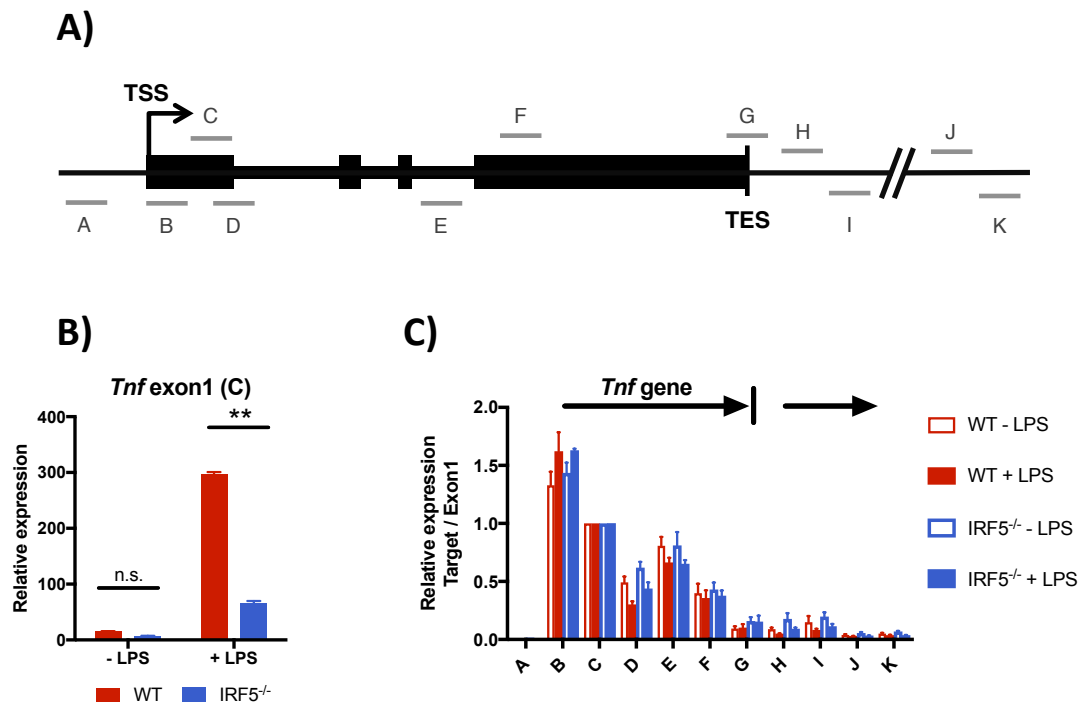 A)
TSS
C
F
G
H
J
A
B
D
E
TES
I
K
B)
Tnf exon1 (C)
Relative expression
400
300
200
100
0
n.s.
**
- LPS
+ LPS
WT
IRF5-/-
C)
Tnf gene
Relative expression
Target / Exon1
2.0
1.5
1.0
0.5
0.0
A
B
C
D
E
F
G
H
I
J
K
WT - LPS
WT + LPS
IRF5-/- - LPS
IRF5-/- + LPS